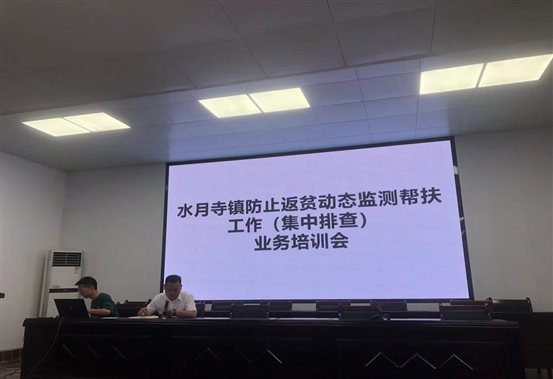 水月寺镇防止返贫动态监测帮扶
工作（集中排查）
业务培训会